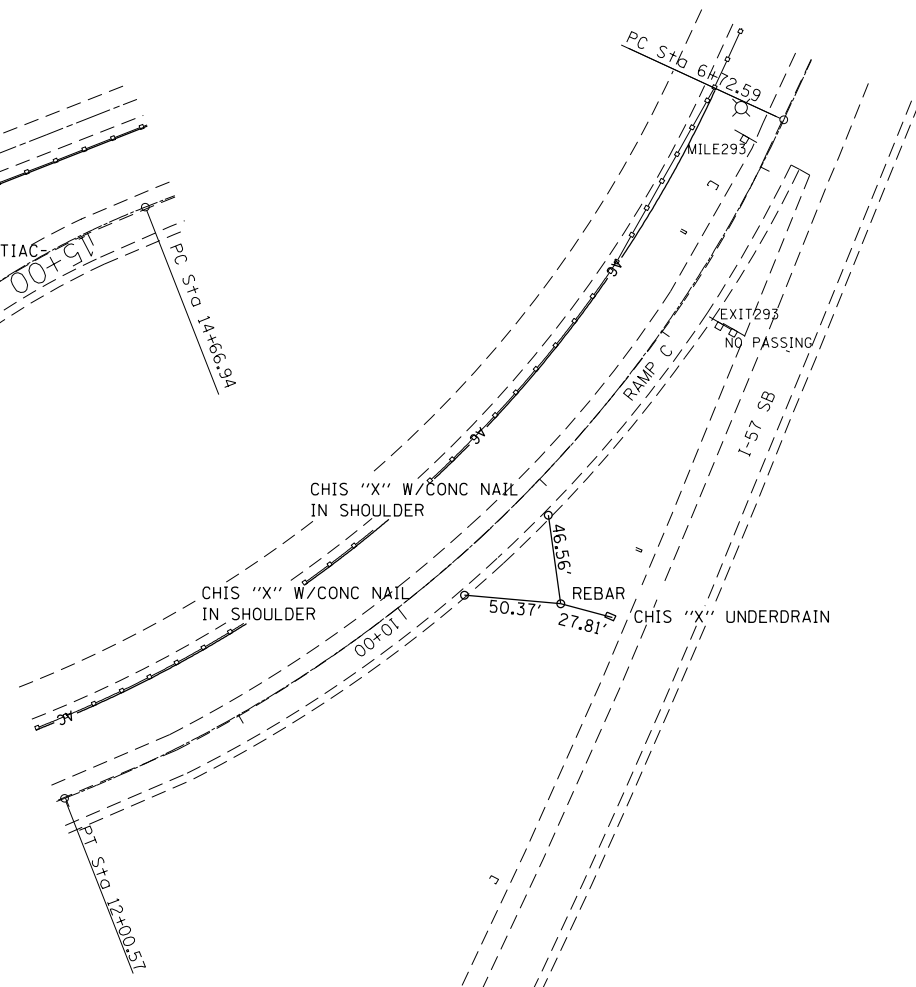 PC Sta 6+72.59
MILE293
TIAC-
15+00
PC Sta 14+66.94
EXIT293
NO PASSING
RAMP C
I-57 SB
CHIS "X" W/CONC NAIL
IN SHOULDER
46.56'
CHIS "X" W/CONC NAIL
IN SHOULDER
REBAR
50.37'
27.81'
CHIS "X" UNDERDRAIN
10+00
PT Sta 12+00.57